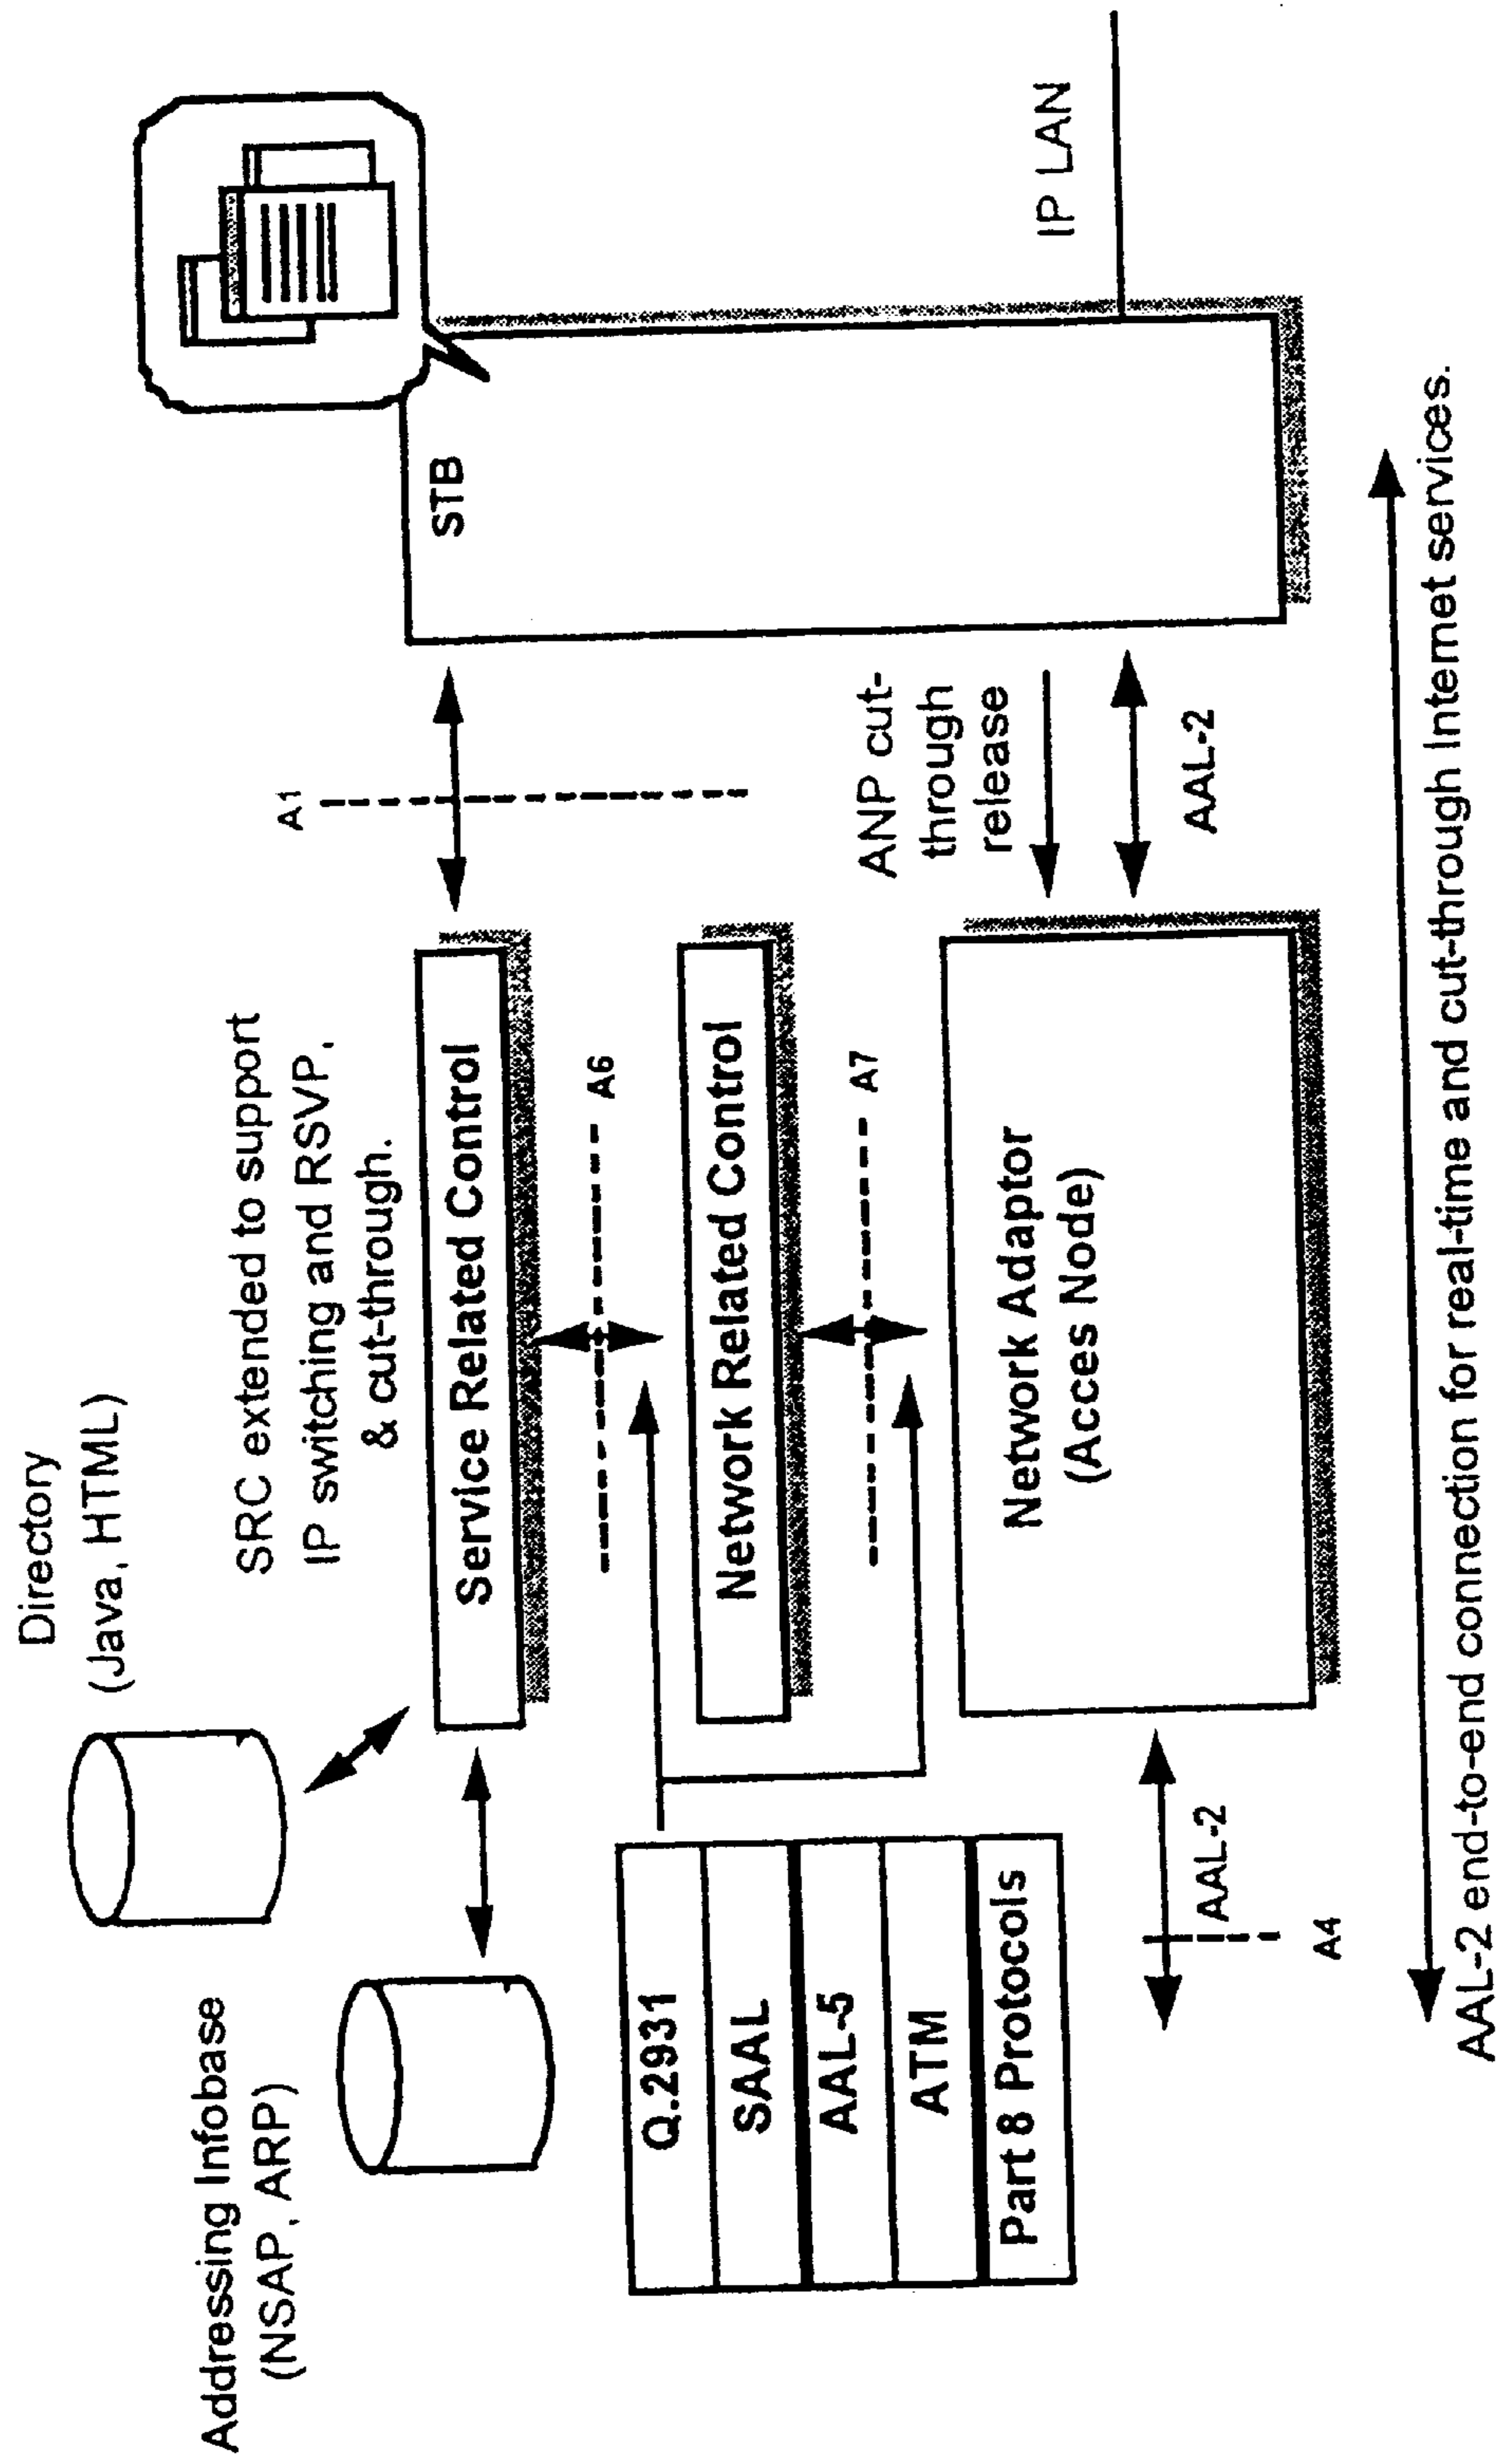 Directory
(Java, HTML)
Addressing Infobase
(NSAP, ARP)
SRC extended to support
IP switching and RSVP,
& cut-through.
A1
STB
Service Related Control
A6
Q.2931
SAAL
AAL-5
ATM
Part 8 Protocols
Network Related Control
A7
ANP cut-
through
release
Network Adaptor
(Acces Node)
IP LAN
AAL-2
AAL-2
A4
AAL-2 end-to-end connection for real-time and cut-through Internet services.